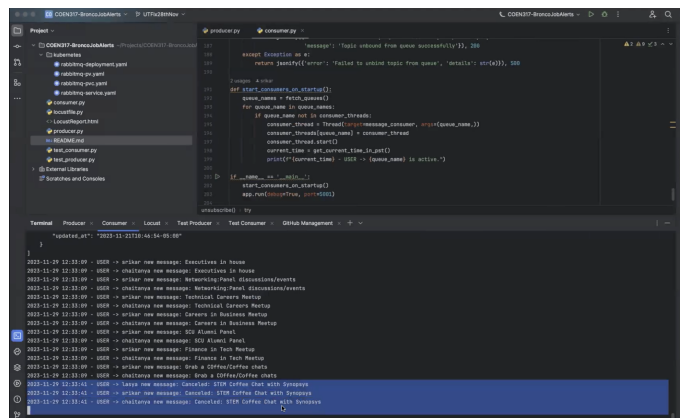 COEN317-BroncoJobAlerts
UTFix28thNov
COEN317-BroncoJobAlerts
Project
producer.py
consumer.py
COEN317-BroncoJobAlerts
kubernetes
rabbitmq-deployment.yaml
rabbitmq-pv.yaml
rabbitmq-pvc.yaml
rabbitmq-service.yaml
consumer.py
locustfile.py
LocustReport.html
producer.py
README.md
test_consumer.py
test_producer.py
External Libraries
Scratches and Consoles
'message': 'Topic unbound from queue successfully'}), 200
except Exception as e:
return jsonify({'error': 'Failed to unbind topic from queue', 'details': str(e)}), 500
2 usages
def start_consumers_on_startup():
queue_names = fetch_queues()
for queue_name in queue_names:
if queue_name not in consumer_threads:
consumer_thread = Thread(target=message_consumer, args=(queue_name,))
consumer_threads[queue_name] = consumer_thread
consumer_thread.start()
current_time = get_current_time_in_pst()
print(f"{current_time} - USER -> {queue_name} is active.")
if __name__ == '__main__':
start_consumers_on_startup()
app.run(debug=True, port=5001)
unsubscribe() › try
Terminal Producer × Consumer × Locust × Test Producer × Test Consumer × GitHub Management × + ∨
"updated_at": "2023-11-21T18:46:54-05:00"
}
]
2023-11-29 12:33:09 - USER -> srikar new message: Executives in house
2023-11-29 12:33:09 - USER -> chaitanya new message: Executives in house
2023-11-29 12:33:09 - USER -> srikar new message: Networking:Panel discussions/events
2023-11-29 12:33:09 - USER -> chaitanya new message: Networking:Panel discussions/events
2023-11-29 12:33:09 - USER -> srikar new message: Technical Careers Meetup
2023-11-29 12:33:09 - USER -> chaitanya new message: Technical Careers Meetup
2023-11-29 12:33:09 - USER -> srikar new message: Careers in Business Meetup
2023-11-29 12:33:09 - USER -> chaitanya new message: Careers in Business Meetup
2023-11-29 12:33:09 - USER -> srikar new message: SCU Alumni Panel
2023-11-29 12:33:09 - USER -> chaitanya new message: SCU Alumni Panel
2023-11-29 12:33:09 - USER -> srikar new message: Finance in Tech Meetup
2023-11-29 12:33:09 - USER -> chaitanya new message: Finance in Tech Meetup
2023-11-29 12:33:09 - USER -> srikar new message: Grab a COffee/Coffee chats
2023-11-29 12:33:09 - USER -> chaitanya new message: Grab a COffee/Coffee chats
2023-11-29 12:33:41 - USER -> lasya new message: Canceled: STEM Coffee Chat with Synopsys
2023-11-29 12:33:41 - USER -> srikar new message: Canceled: STEM Coffee Chat with Synopsys
2023-11-29 12:33:41 - USER -> chaitanya new message: Canceled: STEM Coffee Chat with Synopsys